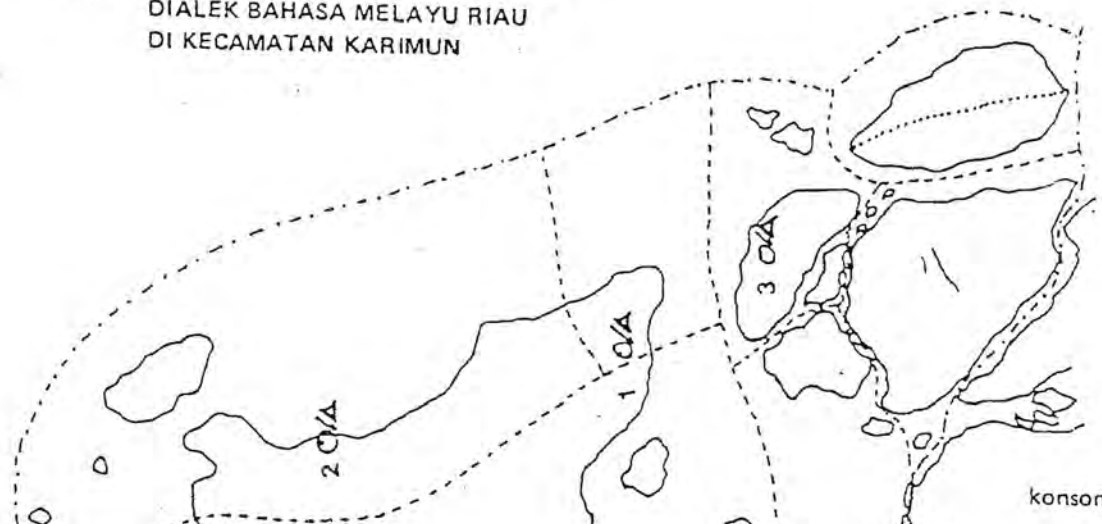 DIALEK BAHASA MELAYU RIAU
DI KECAMATAN KARIMUN
3 O/Δ
1 O/Δ
2 O/Δ
konson